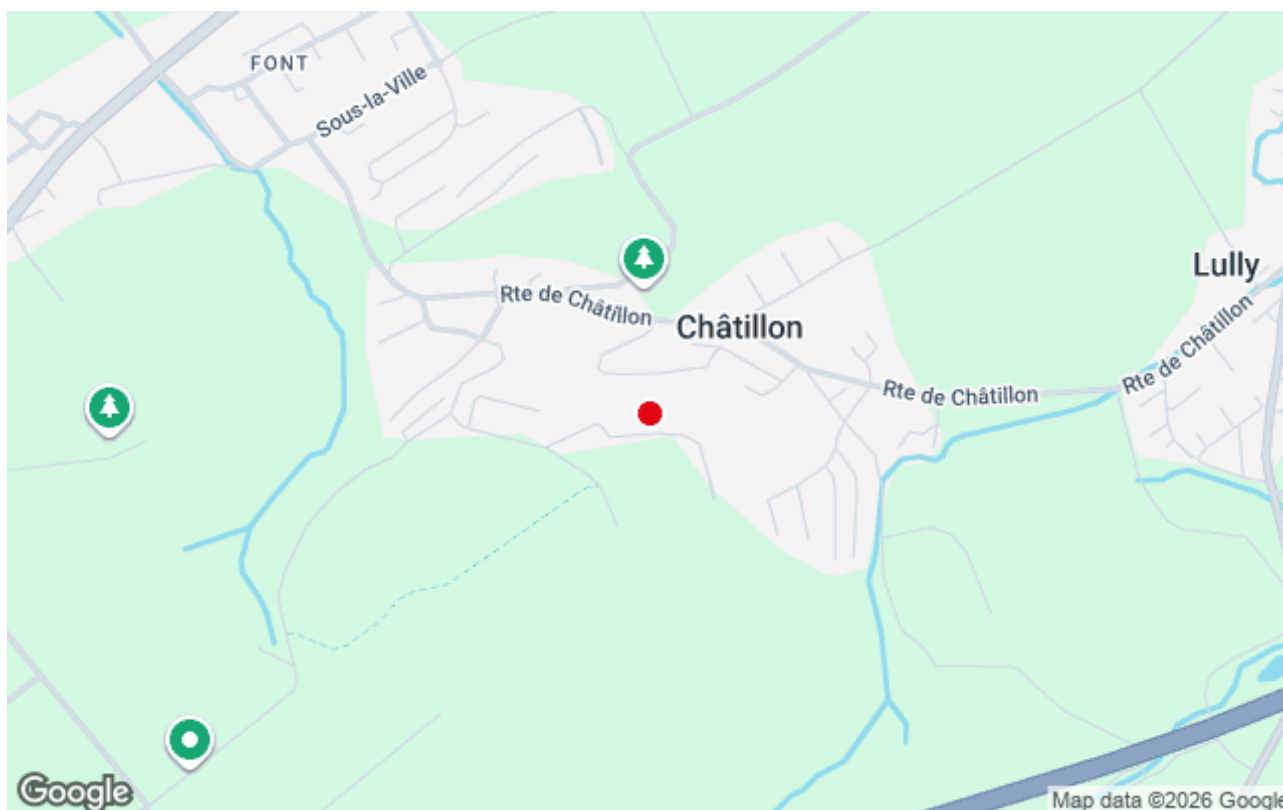 FONT
Sous-la-Ville
Rte de Châtillon
Châtillon
Lully
Rte de Châtillon
Rte de Châtillon
Google
Map data ©2026 Google